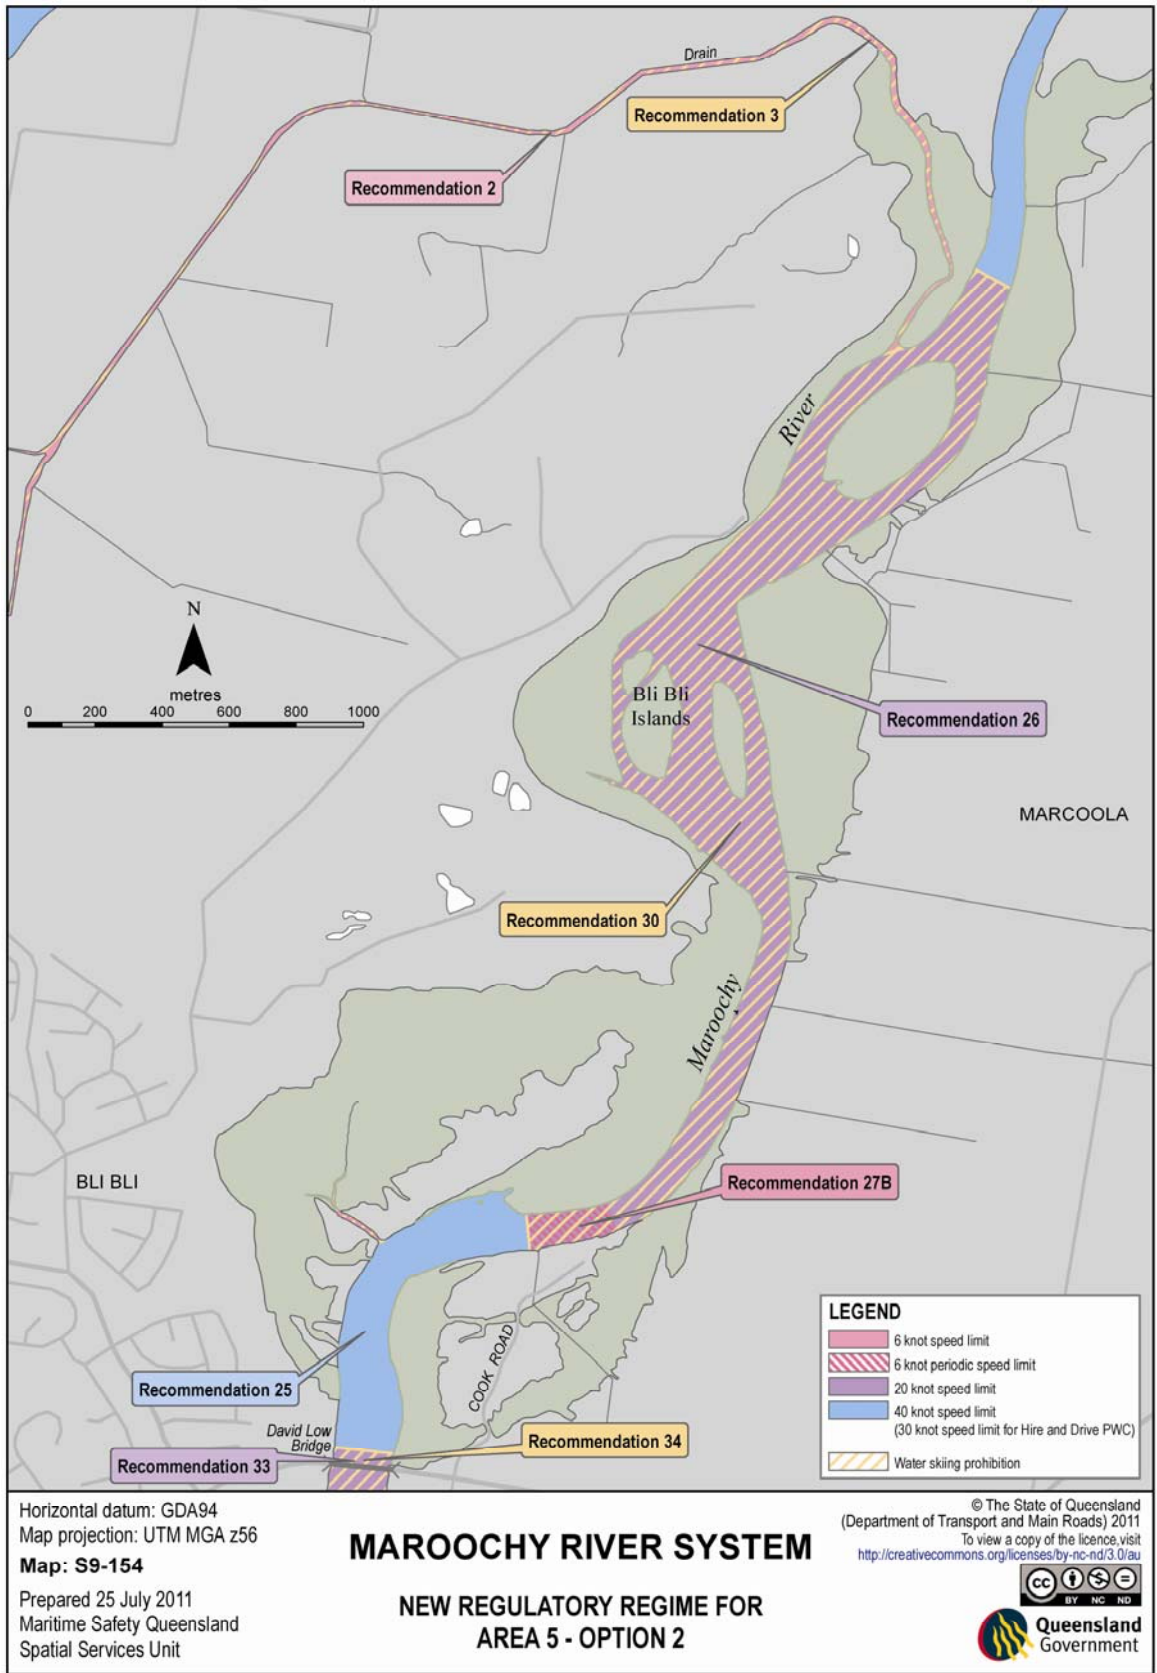 Drain
Recommendation 3
Recommendation 2
River
N
metres
0 200 400 600 800 1000
Bli Bli
Islands
Recommendation 26
MARCOOLA
Recommendation 30
Maroochy
BLI BLI
Recommendation 27B
COOK ROAD
Recommendation 25
David Low
Bridge
Recommendation 34
Recommendation 33
LEGEND
6 knot speed limit
6 knot periodic speed limit
20 knot speed limit
40 knot speed limit
(30 knot speed limit for Hire and Drive PWC)
Water skiing prohibition
Horizontal datum: GDA94
Map projection: UTM MGA z56
Map: S9-154
Prepared 25 July 2011
Maritime Safety Queensland
Spatial Services Unit
MAROOCHY RIVER SYSTEM
NEW REGULATORY REGIME FOR
AREA 5 - OPTION 2
© The State of Queensland
(Department of Transport and Main Roads) 2011
To view a copy of the licence,visit
http://creativecommons.org/licenses/by-nc-nd/3.0/au
cc
BY NC ND
Queensland
Government